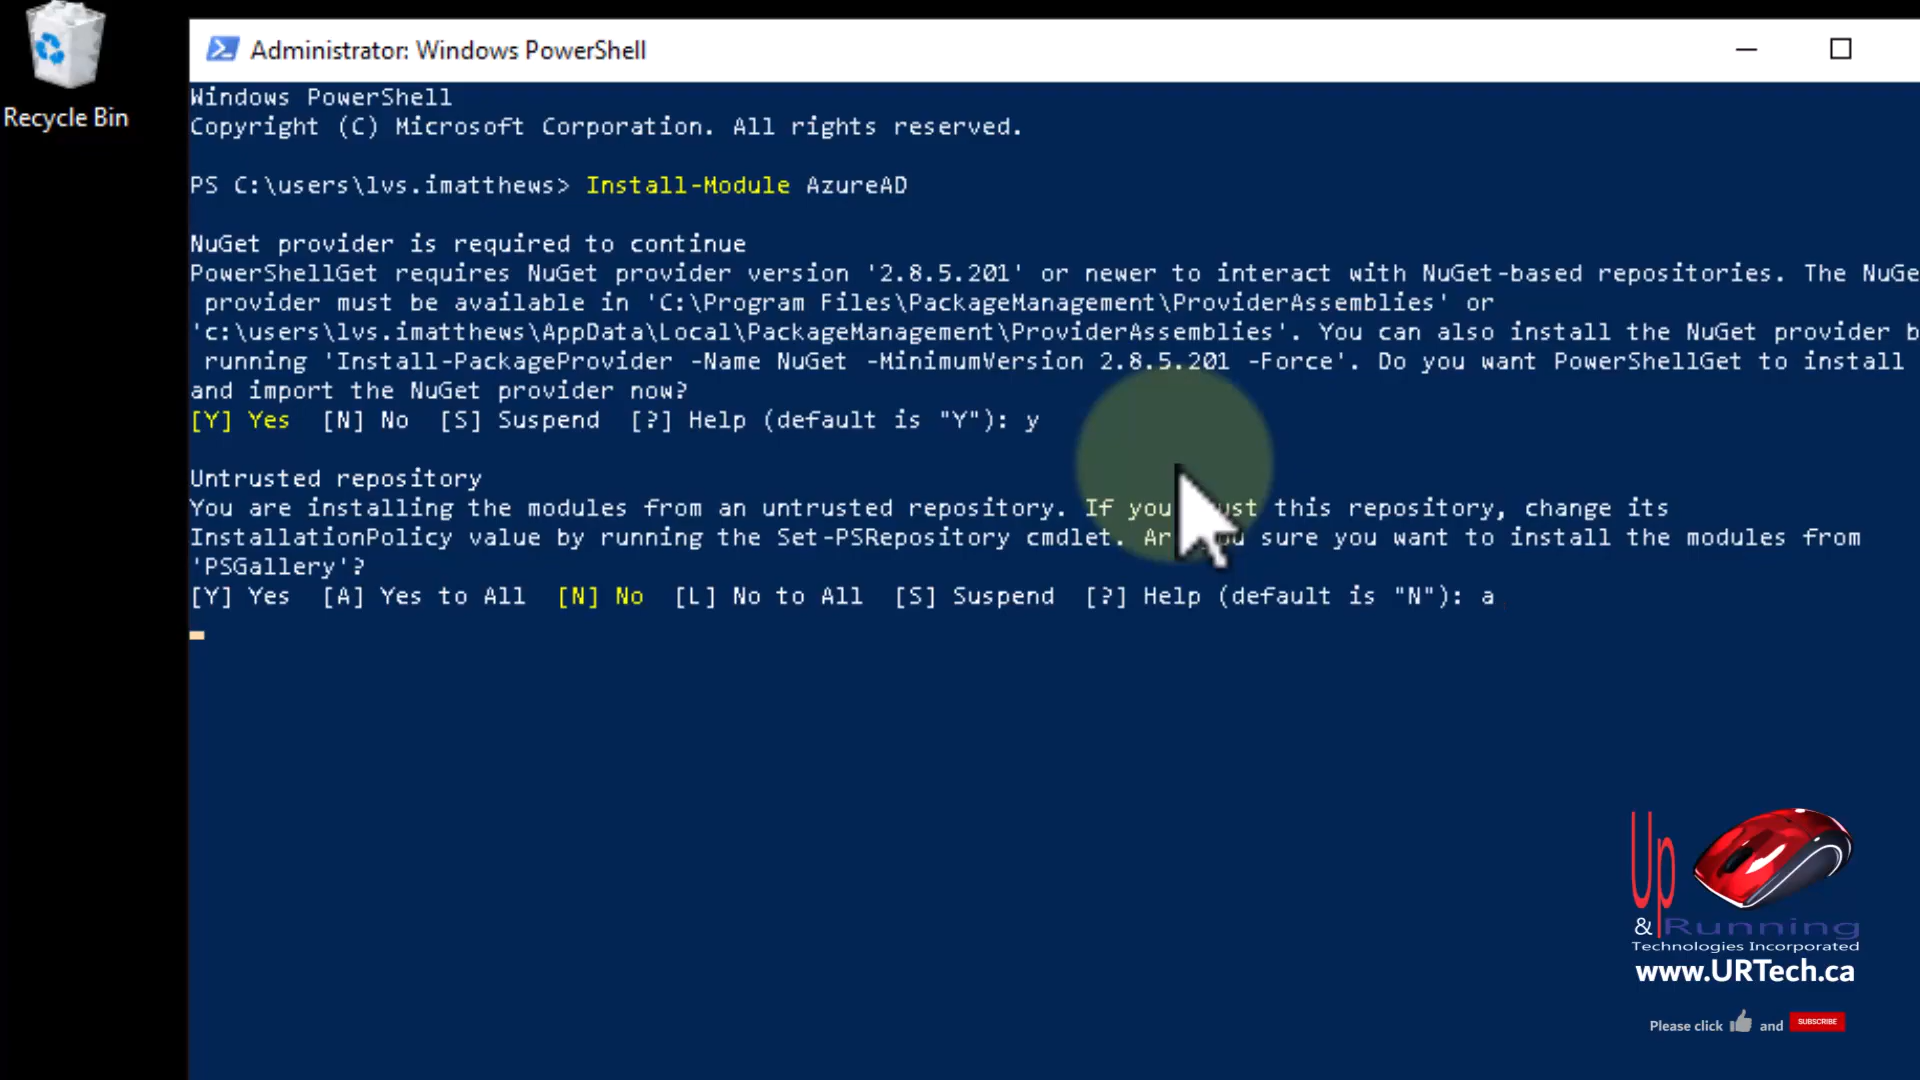 Recycle Bin
Administrator: Windows PowerShell
Windows PowerShell
Copyright (C) Microsoft Corporation. All rights reserved.
PS C:\users\lvs.imatthews> Install-Module AzureAD
NuGet provider is required to continue
PowerShellGet requires NuGet provider version '2.8.5.201' or newer to interact with NuGet-based repositories. The NuGe
provider must be available in 'C:\Program Files\PackageManagement\ProviderAssemblies' or
'c:\users\lvs.imatthews\AppData\Local\PackageManagement\ProviderAssemblies'. You can also install the NuGet provider b
running 'Install-PackageProvider -Name NuGet -MinimumVersion 2.8.5.201 -Force'. Do you want PowerShellGet to install
and import the NuGet provider now?
[Y] Yes [N] No [S] Suspend [?] Help (default is "Y"): y
Untrusted repository
You are installing the modules from an untrusted repository. If you ust this repository, change its
InstallationPolicy value by running the Set-PSRepository cmdlet. Ar u sure you want to install the modules from
'PSGallery'?
[Y] Yes [A] Yes to All [N] No [L] No to All [S] Suspend [?] Help (default is "N"): a
Up
& Running
Technologies Incorporated
www.URTech.ca
Please click and SUBSCRIBE